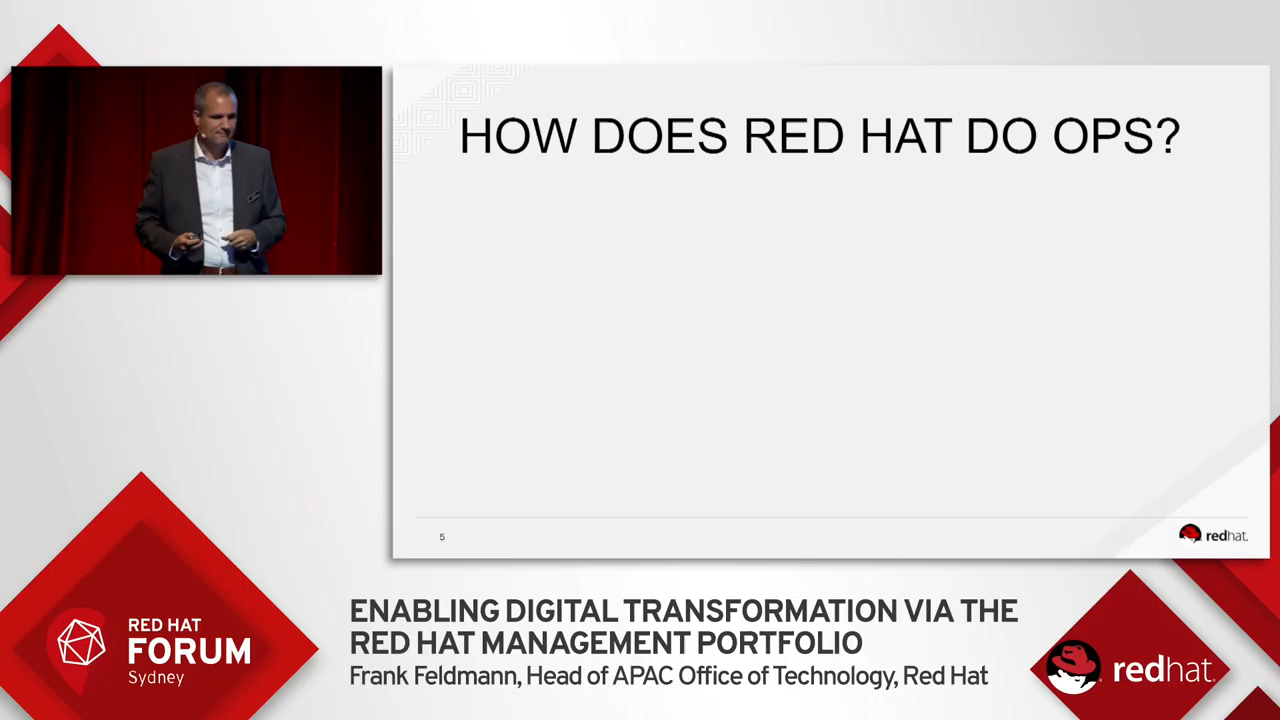 HOW DOES RED HAT DO OPS?
5
redhat.
RED HAT
FORUM
Sydney
ENABLING DIGITAL TRANSFORMATION VIA THE
RED HAT MANAGEMENT PORTFOLIO
Frank Feldmann, Head of APAC Office of Technology, Red Hat
redhat.